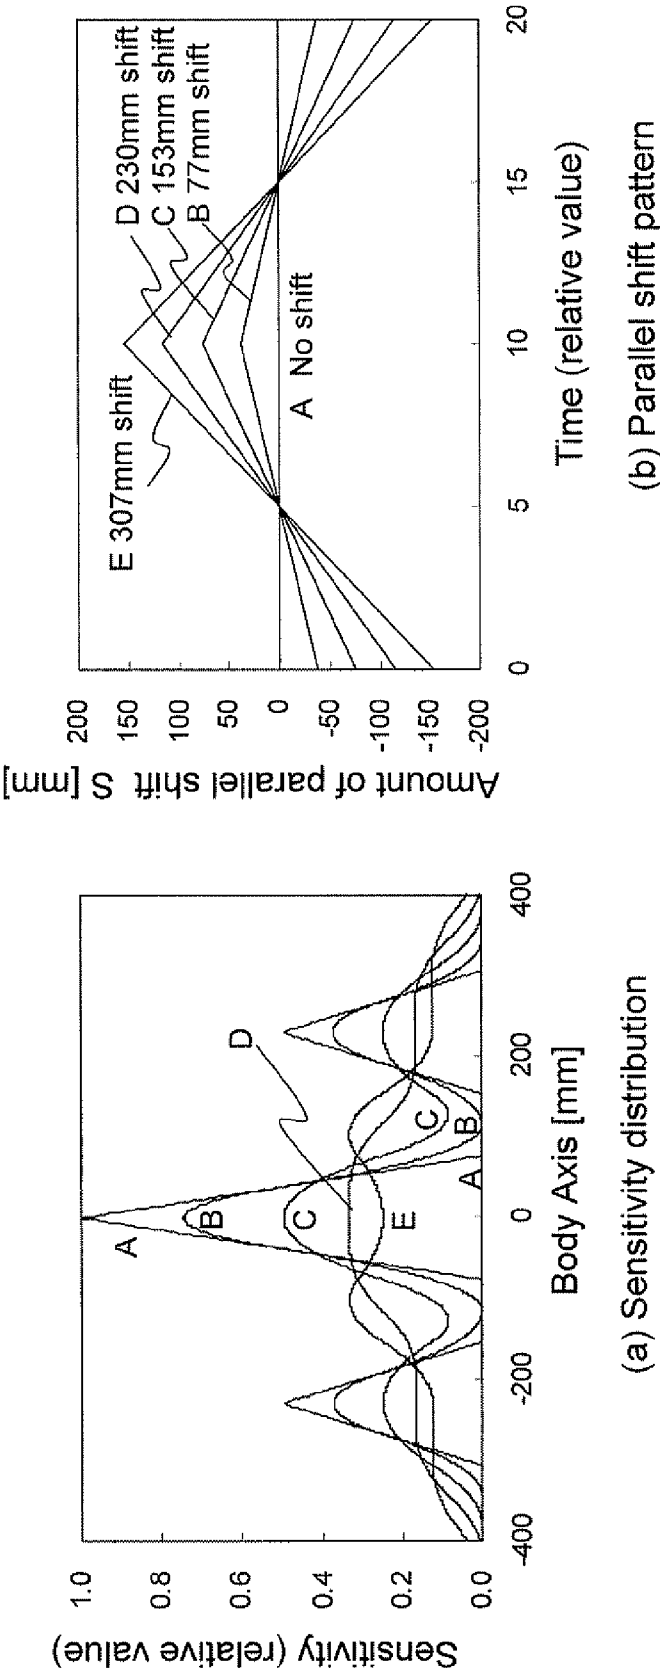 Sensitivity (relative value)
1.0
0.8
0.6
0.4
0.2
0.0
A
B
C
D
E
C
B
A
-400
-200
0
200
400
Body Axis [mm]
(a) Sensitivity distribution
Amount of parallel shift S [mm]
200
150
100
50
0
-50
-100
-150
-200
E 307mm shift
D 230mm shift
C 153mm shift
B 77mm shift
A No shift
0
5
10
15
20
Time (relative value)
(b) Parallel shift pattern